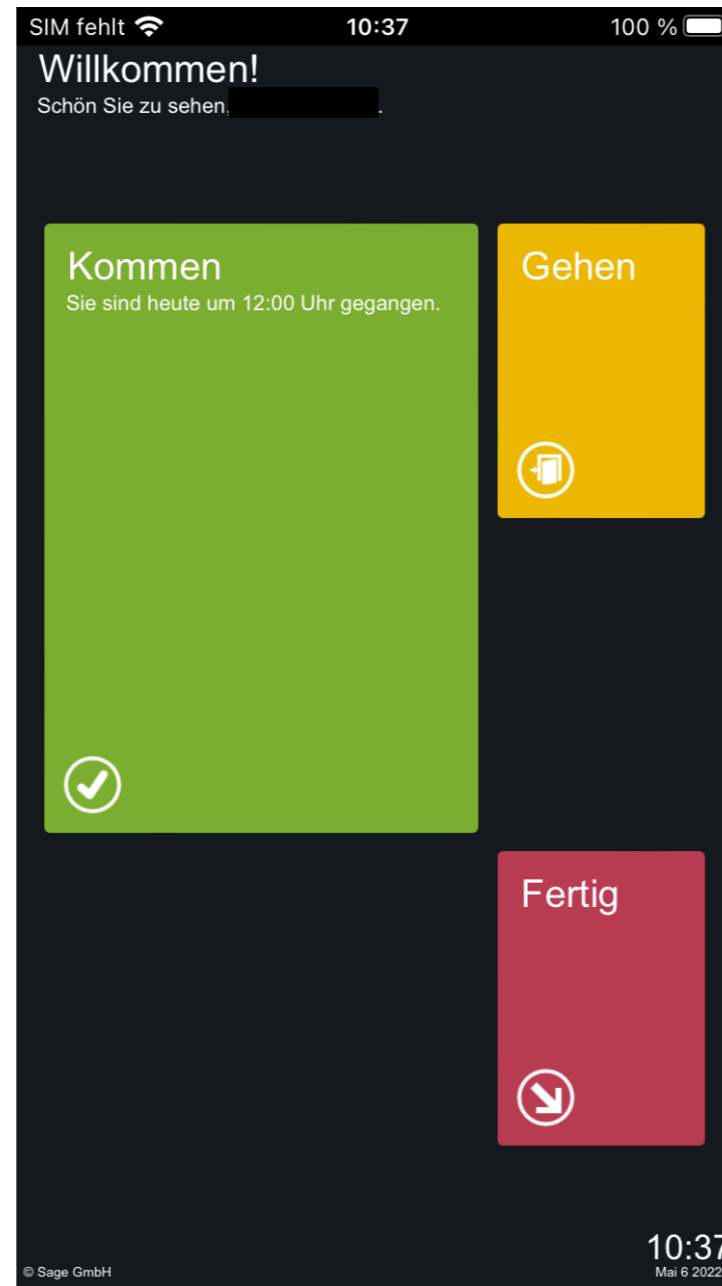 SIM fehlt 10:37 100 %
Willkommen!
Schön Sie zu sehen, .
Kommen
Sie sind heute um 12:00 Uhr gegangen.
Gehen
Fertig
10:37
© Sage GmbH
Mai 6 2022